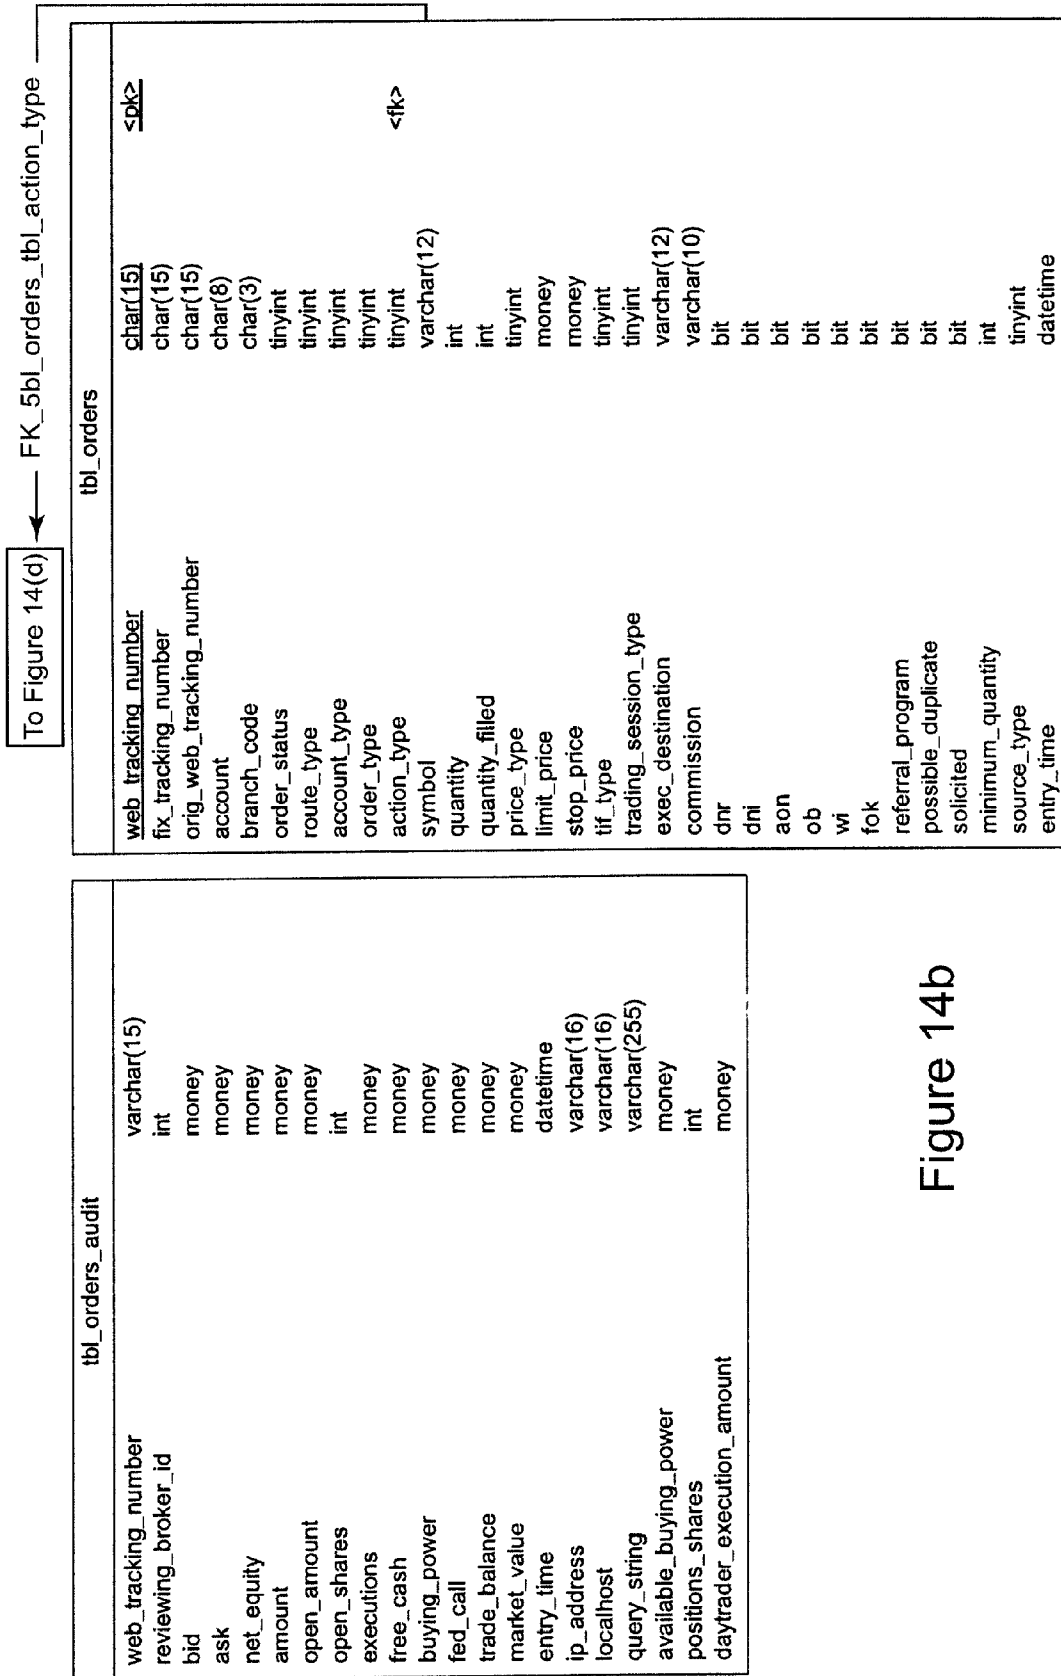 To Figure 14(d) FK_5bl_orders_tbl_action_type
tbl_orders_audit
web_tracking_number varchar(15)
reviewing_broker_id int
bid money
ask money
net_equity money
amount money
open_amount money
open_shares int
executions money
free_cash money
buying_power money
fed_call money
trade_balance money
market_value money
entry_time datetime
ip_address varchar(16)
localhost varchar(16)
query_string varchar(255)
available_buying_power money
positions_shares int
daytrader_execution_amount money
tbl_orders
web_tracking_number char(15) <pk>
fix_tracking_number char(15)
orig_web_tracking_number char(15)
account char(8)
branch_code char(3)
order_status tinyint
route_type tinyint
account_type tinyint
order_type tinyint
action_type tinyint <fk>
symbol varchar(12)
quantity int
quantity_filled int
price_type tinyint
limit_price money
stop_price money
tif_type tinyint
trading_session_type tinyint
exec_destination varchar(12)
commission varchar(10)
dnr bit
dni bit
aon bit
ob bit
wi bit
fok bit
referral_program bit
possible_duplicate bit
solicited bit
minimum_quantity int
source_type tinyint
entry_time datetime
Figure 14b